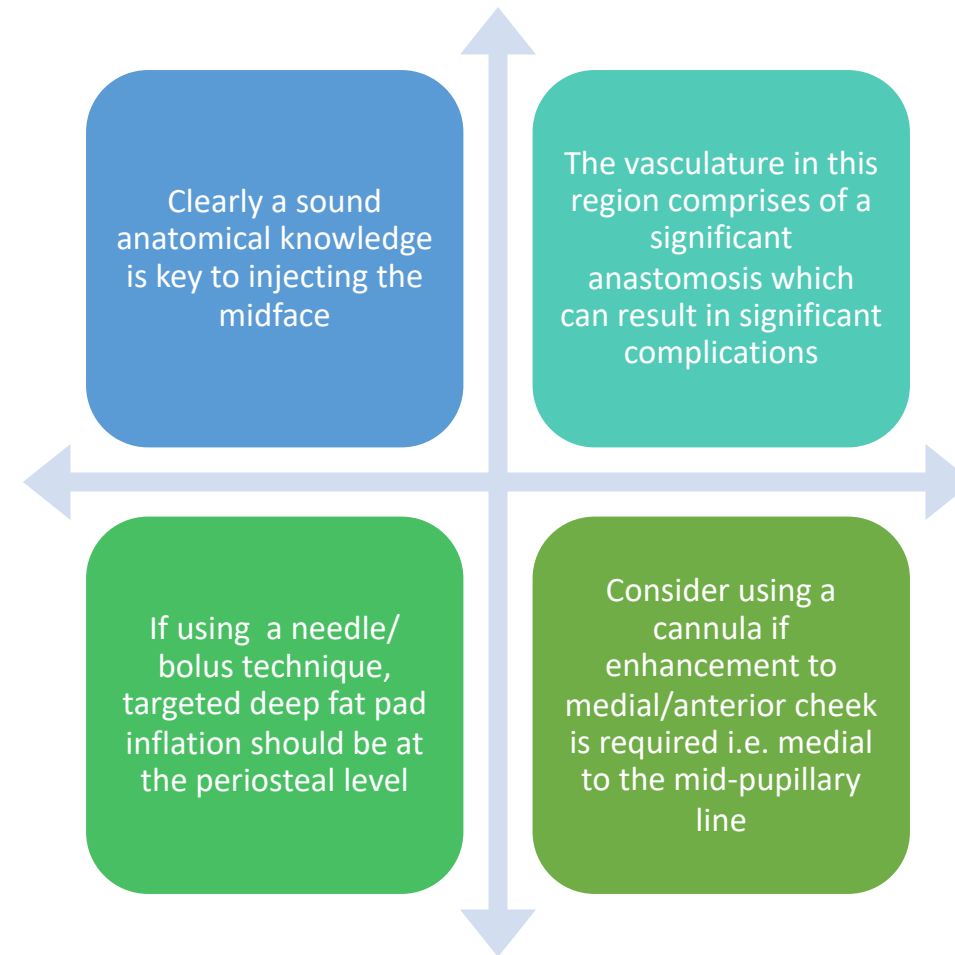 Clearly a sound
anatomical knowledge
is key to injecting the
midface
The vasculature in this
region comprises of a
significant
anastomosis which
can result in significant
complications
If using  a needle/
bolus technique,
targeted deep fat pad
inflation should be at
the periosteal level
Consider using a
cannula if
enhancement to
medial/anterior cheek
is required i.e. medial
to the mid-pupillary
line